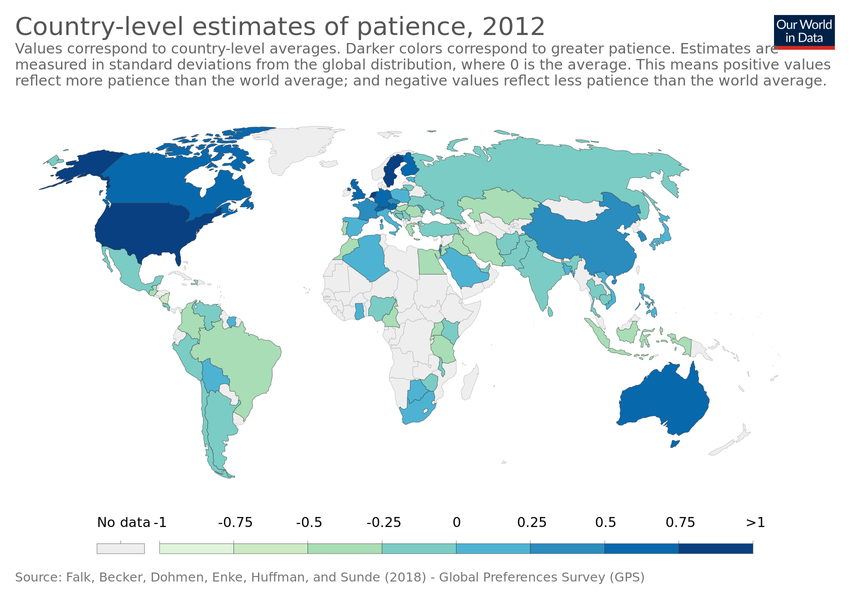 Country-level estimates of patience, 2012
Our World
in Data
Values correspond to country-level averages. Darker colors correspond to greater patience. Estimates are
measured in standard deviations from the global distribution, where 0 is the average. This means positive values
reflect more patience than the world average; and negative values reflect less patience than the world average.
No data -1 -0.75 -0.5 -0.25 0 0.25 0.5 0.75 >1
Source: Falk, Becker, Dohmen, Enke, Huffman, and Sunde (2018) - Global Preferences Survey (GPS)